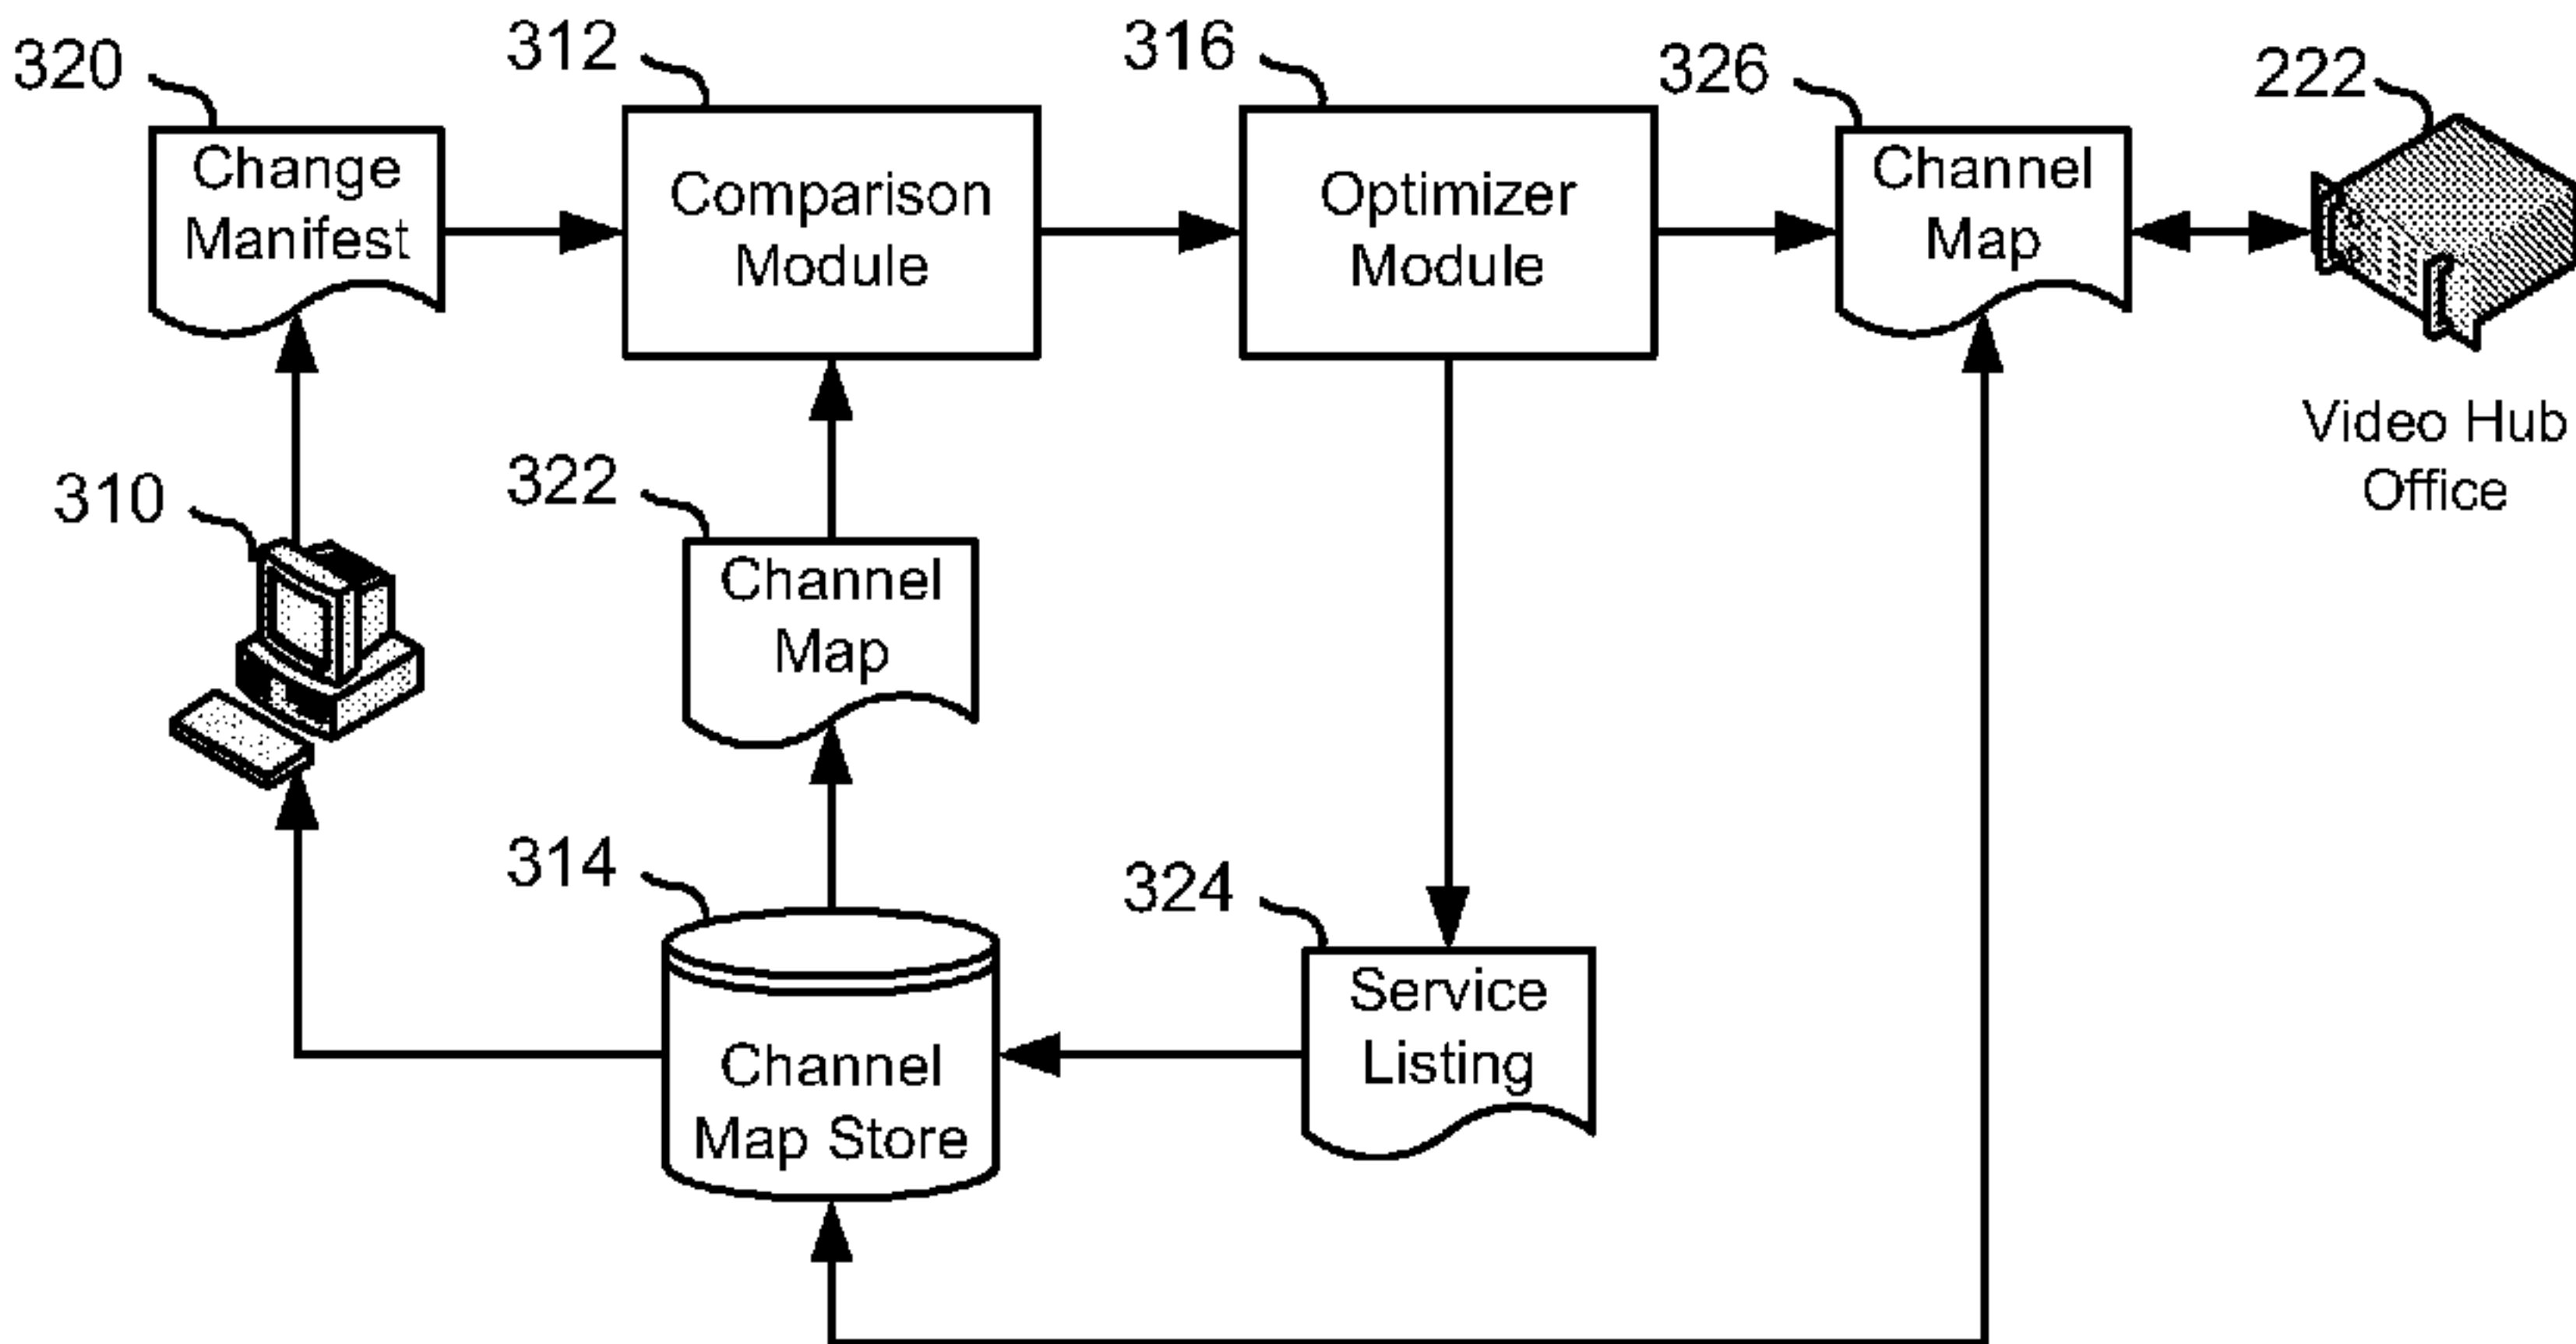 320
312
316
326
222
Change
Manifest
Comparison
Module
Optimizer
Module
Channel
Map
Video Hub
Office
310
322
Channel
Map
314
324
Channel
Map Store
Service
Listing